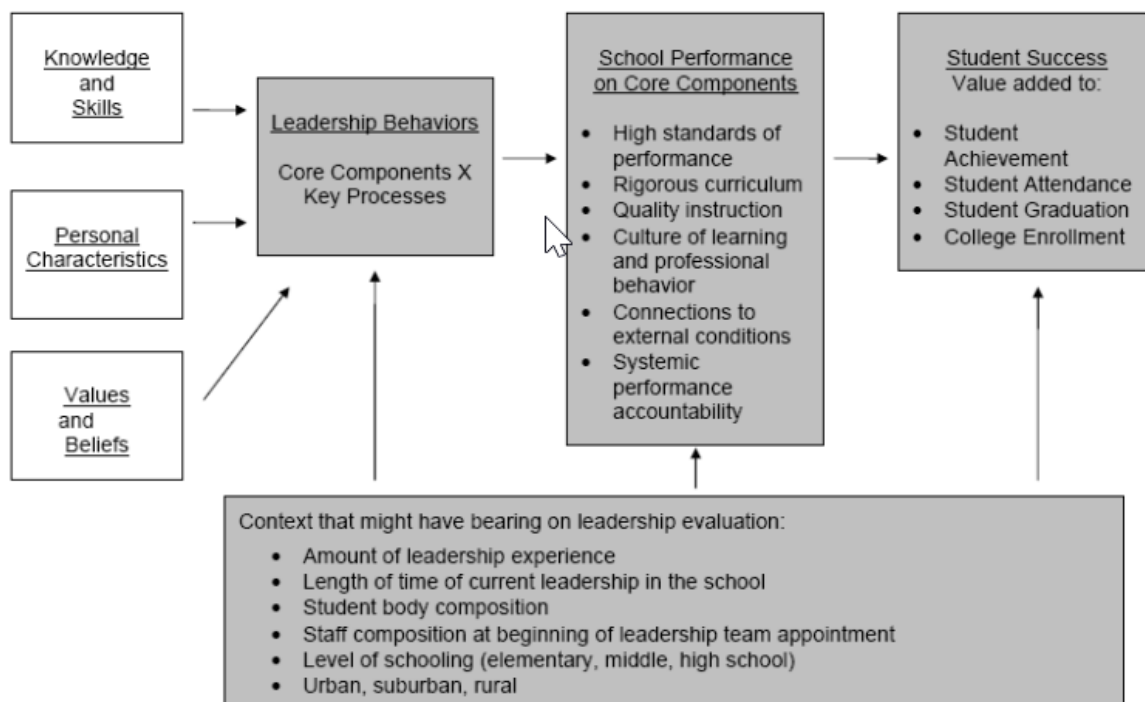 Knowledge
and
Skills
Personal
Characteristics
Values
and
Beliefs
Leadership Behaviors
Core Components X
Key Processes
School Performance
on Core Components
• High standards of
performance
• Rigorous curriculum
• Quality instruction
• Culture of learning
and professional
behavior
• Connections to
external conditions
• Systemic
performance
accountability
Student Success
Value added to:
• Student
Achievement
• Student Attendance
• Student Graduation
• College Enrollment
Context that might have bearing on leadership evaluation:
• Amount of leadership experience
• Length of time of current leadership in the school
• Student body composition
• Staff composition at beginning of leadership team appointment
• Level of schooling (elementary, middle, high school)
• Urban, suburban, rural